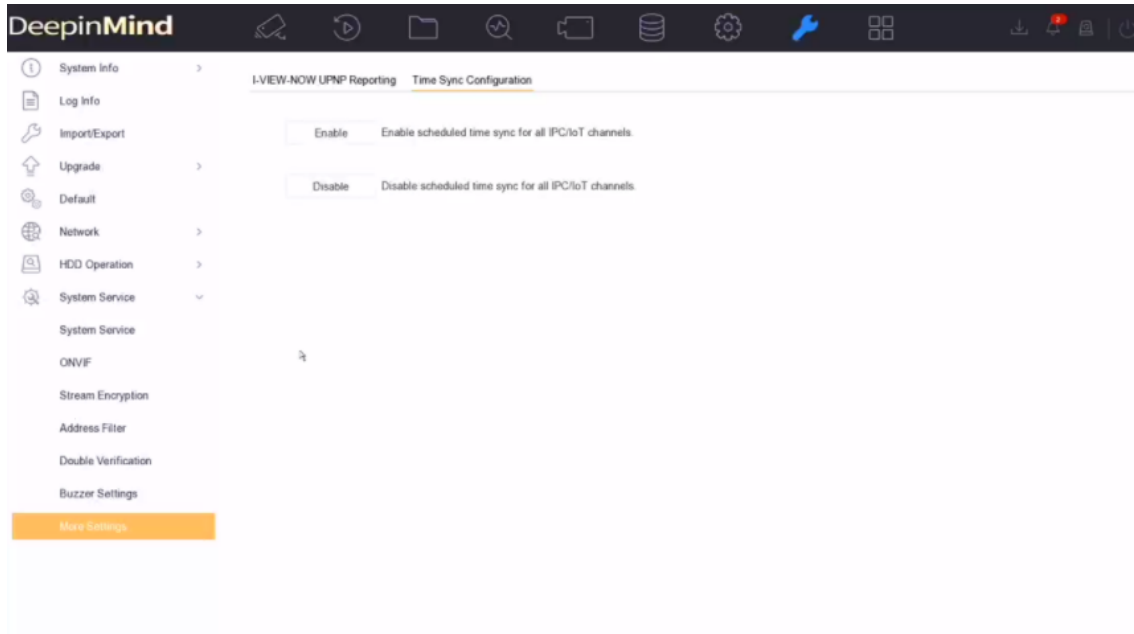 DeepinMind
2
System Info
Log Info
Import/Export
Upgrade
Default
Network
HDD Operation
System Service
System Service
ONVIF
Stream Encryption
Address Filter
Double Verification
Buzzer Settings
More Settings
I-VIEW-NOW UPNP Reporting Time Sync Configuration
Enable Enable scheduled time sync for all IPC/IoT channels.
Disable Disable scheduled time sync for all IPC/IoT channels.